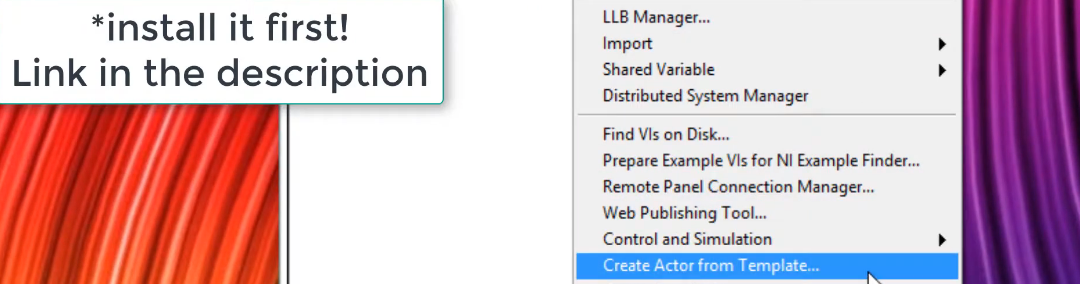 *install it first!
Link in the description
LLB Manager...
Import
Shared Variable
Distributed System Manager
Find VIs on Disk...
Prepare Example VIs for NI Example Finder...
Remote Panel Connection Manager...
Web Publishing Tool...
Control and Simulation
Create Actor from Template...